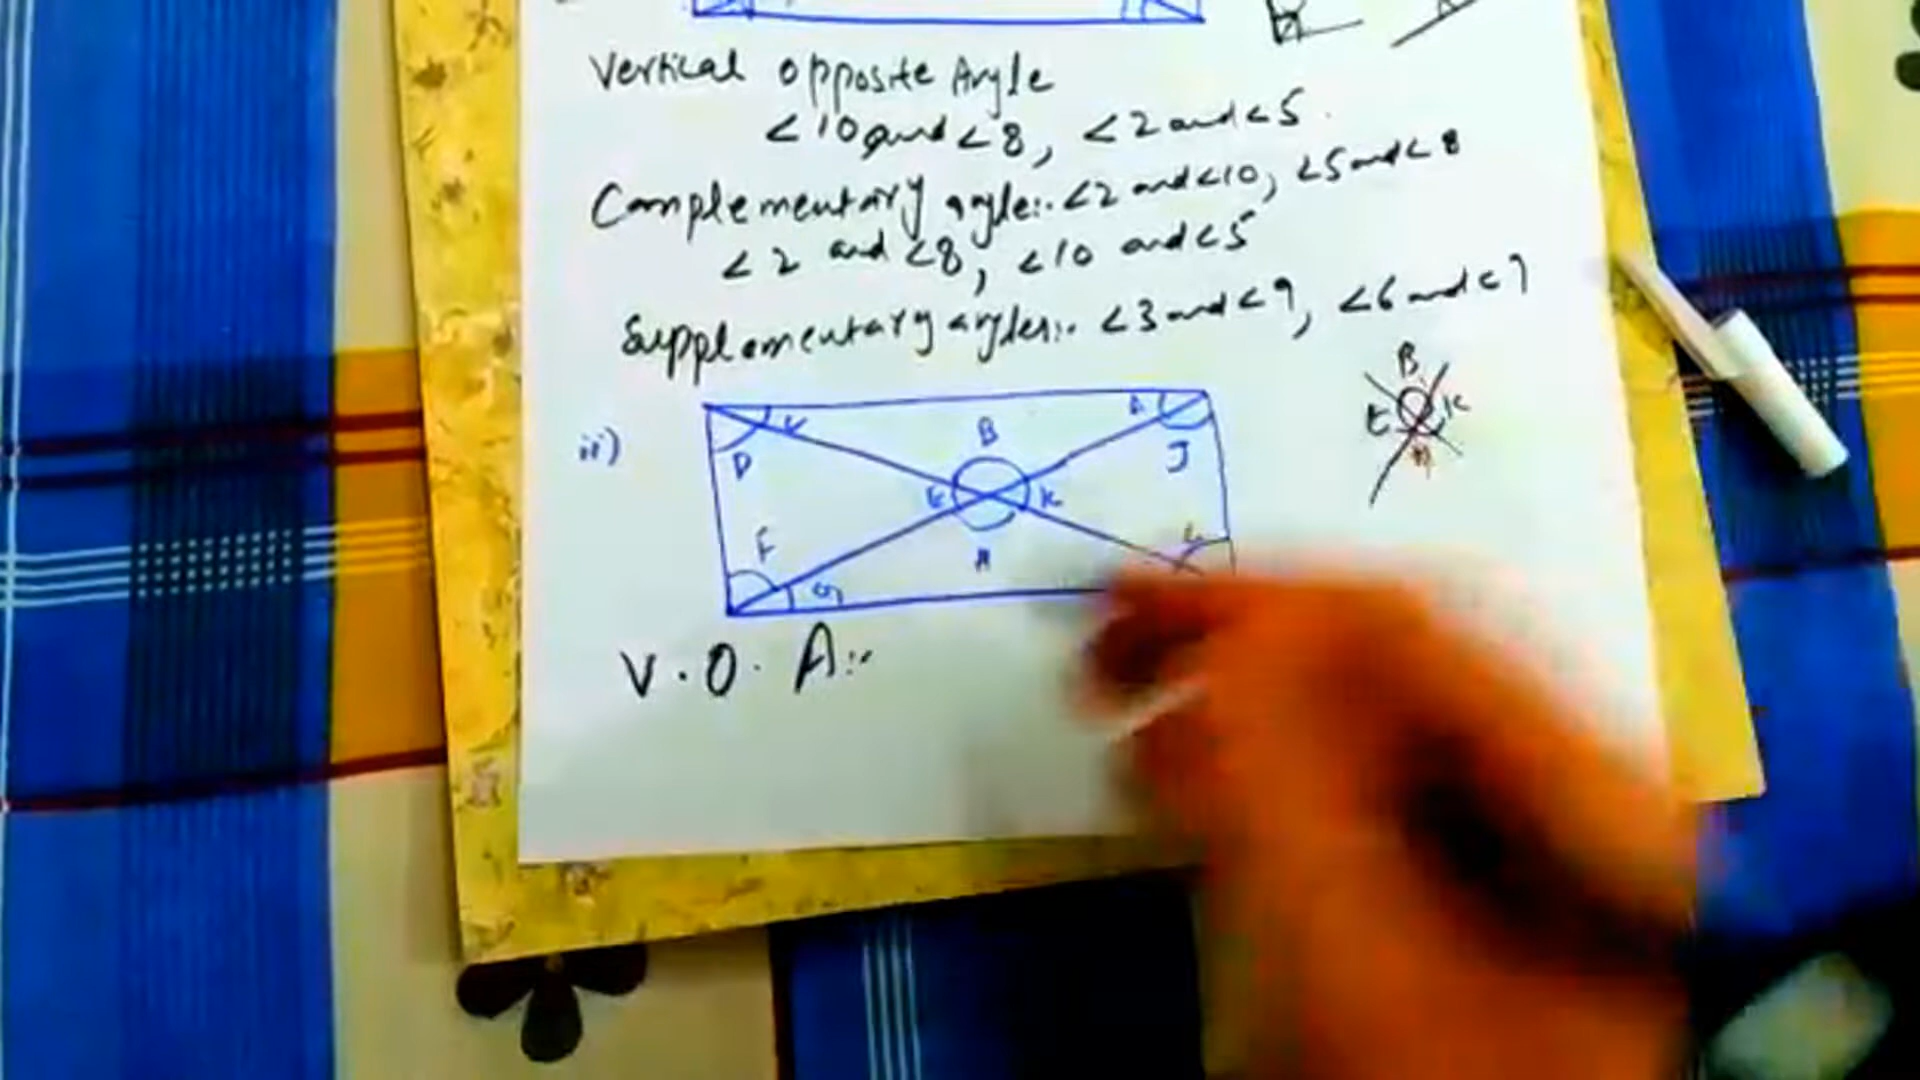 Vertical opposite Angle
<10 and <8, <2 and <5.
Complementary angle:- <2 and <10, <5 and <8
<2 and <8, <10 and <5
Supplementary angles:- <3 and <9, <6 and <7
ii)
B
E K
D
A
J
B
E K
F
H
G
V. O. A:-